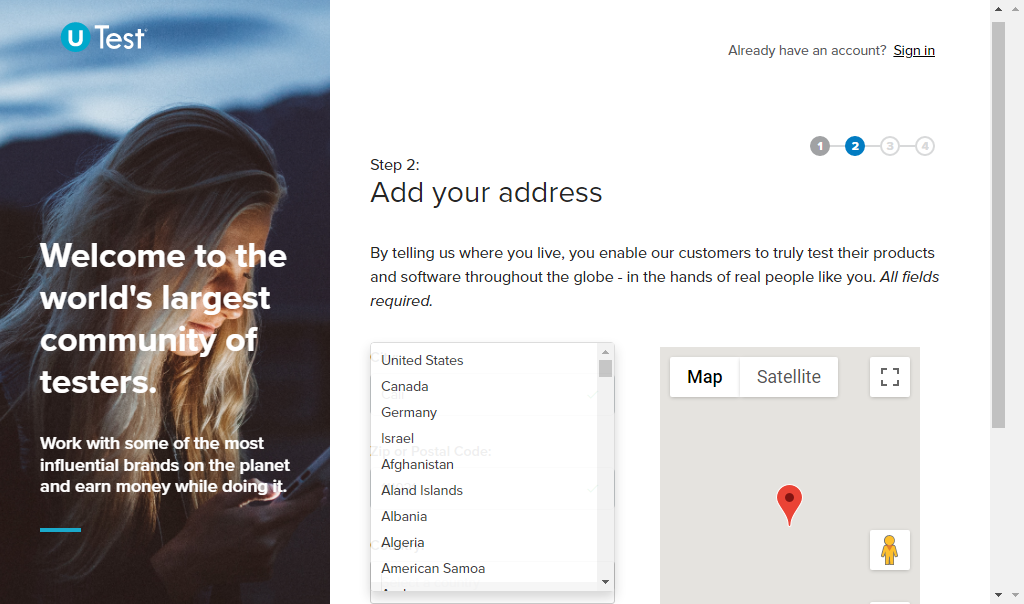 U Test
Already have an account? Sign in
1 2 3 4
Step 2:
Add your address
By telling us where you live, you enable our customers to truly test their products
and software throughout the globe - in the hands of real people like you. All fields
required.
Welcome to the
world's largest
community of
testers.
Work with some of the most
influential brands on the planet
and earn money while doing it.
United States
Canada
Germany
Israel
Zip or Postal Code:
Afghanistan
Aland Islands
Albania
Algeria
American Samoa
Map
Satellite